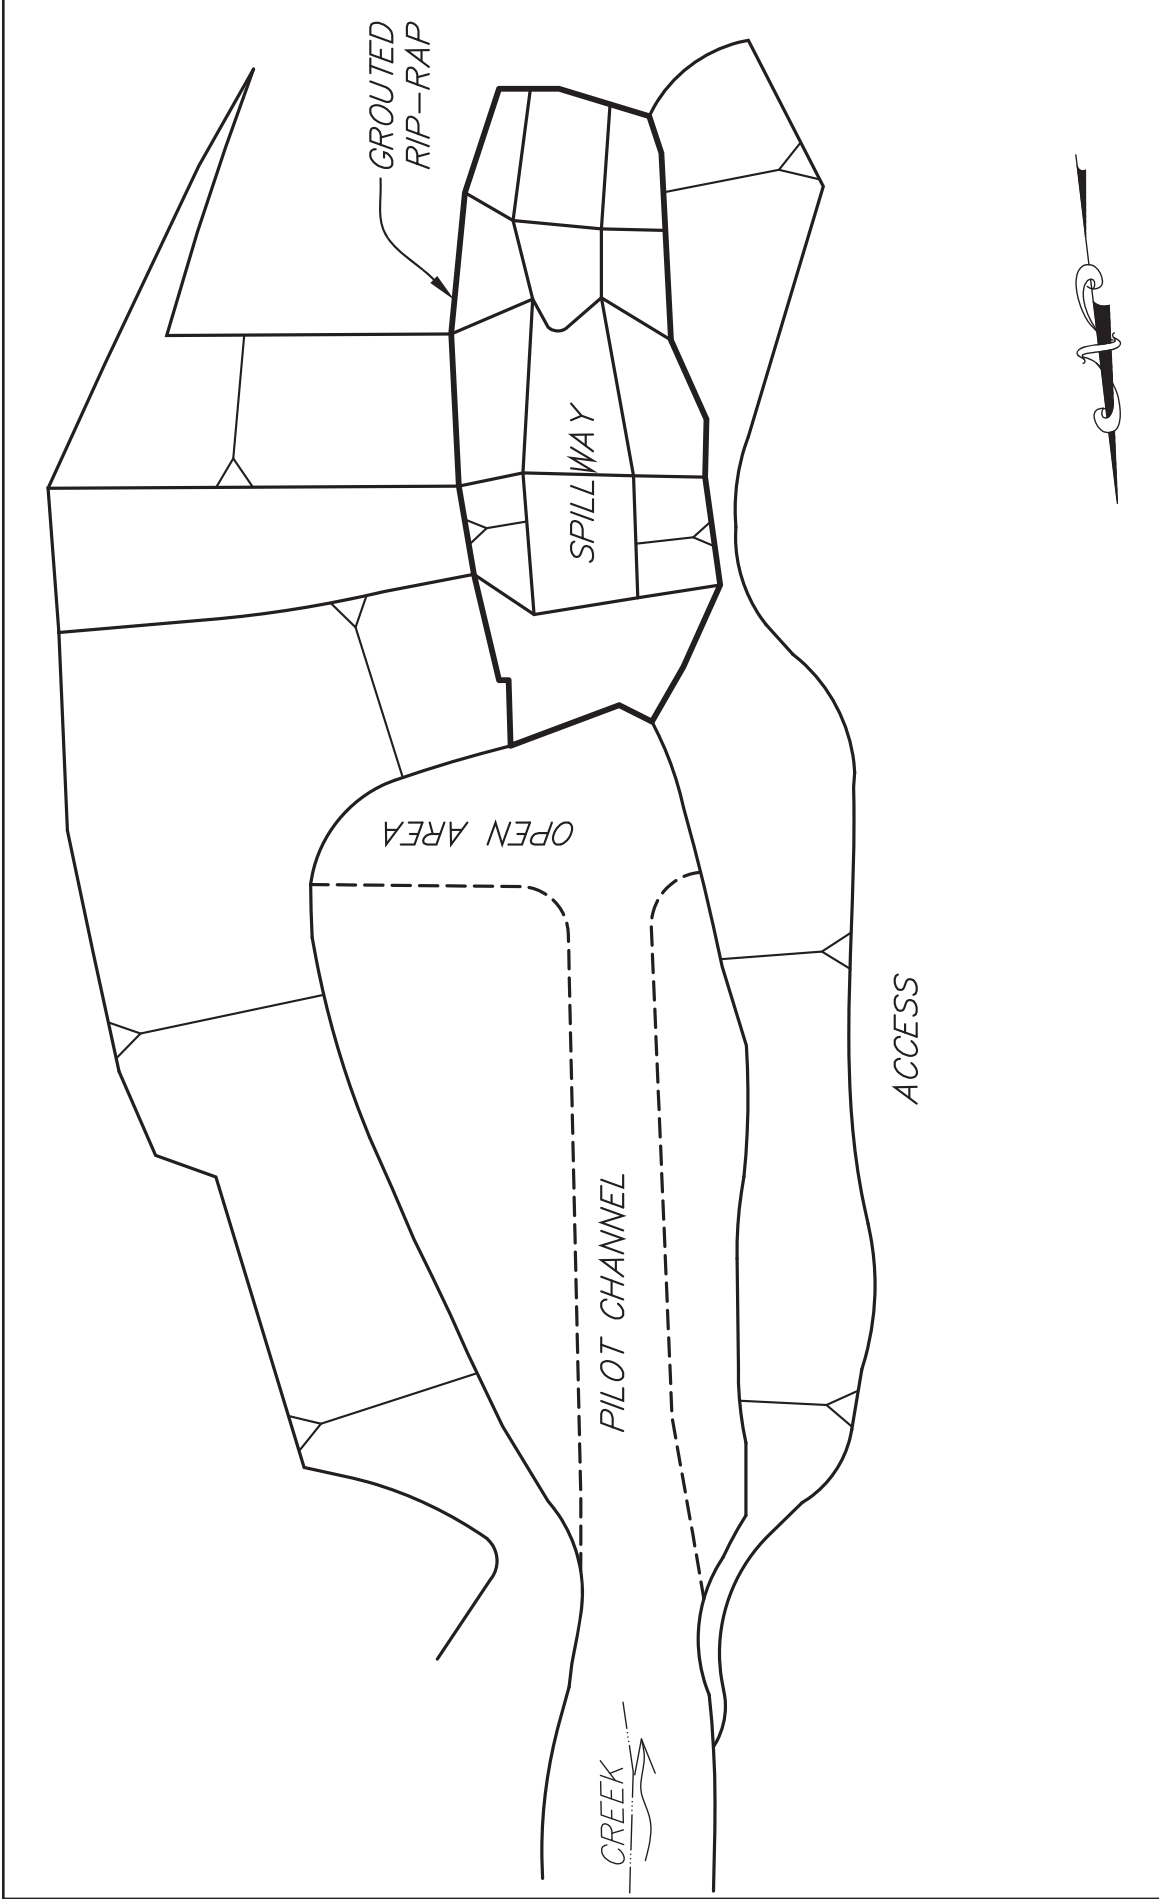 GROUTED
RIP-RAP
SPILLWAY
OPEN AREA
ACCESS
PILOT CHANNEL
CREEK